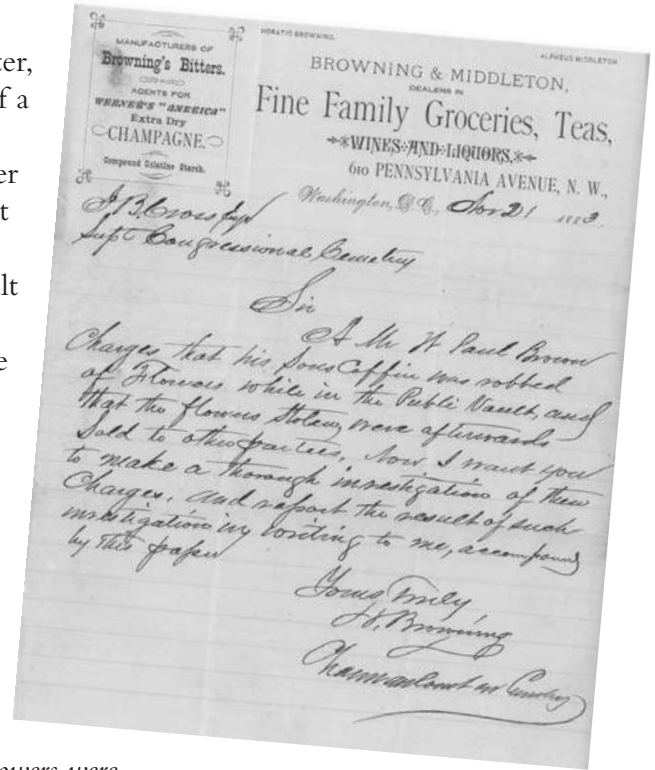 ter,
f a
er
t
lt
e
MANUFACTURERS OF
Browning's Bitters.
AGENTS FOR
WERNER'S "AMERICA"
Extra Dry
CHAMPAGNE.
Compound Cristine Starch.
HORATIO BROWNING.
ALPHEUS MIDDLETON
BROWNING & MIDDLETON,
DEALERS IN
Fine Family Groceries, Teas,
WINES AND LIQUORS.
610 PENNSYLVANIA AVENUE, N. W.,
Washington, D. C., Nov 21 1883.
J B Cross
Supt Congressional Cemetery
Sir
A Mr W Paul Brown
Charges that his Sons Coffin was robbed
of Flowers while in the Public Vault, and
that the flowers Stolen were afterwards
Sold to other parties. Now I want you
to make a thorough investigation of these
Charges, and report the result of such
investigation in writing to me, accompanied
by this paper
Yours Truly,
H. Browning
Chairman